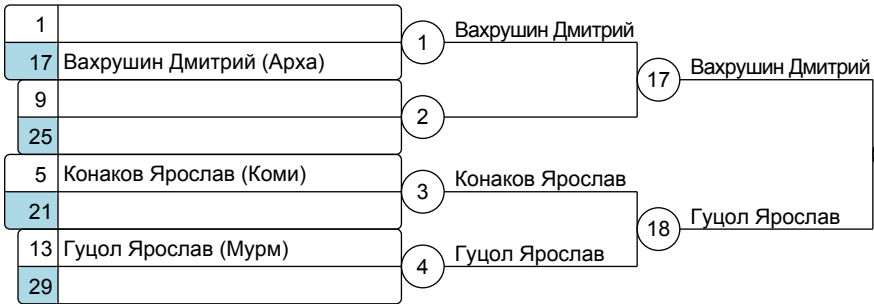 1
17 Вахрушин Дмитрий (Арха)
9
25
5 Конаков Ярослав (Коми)
21
13 Гуцол Ярослав (Мурм)
29
1 Вахрушин Дмитрий
2
3 Конаков Ярослав
4 Гуцол Ярослав
17 Вахрушин Дмитрий
18 Гуцол Ярослав